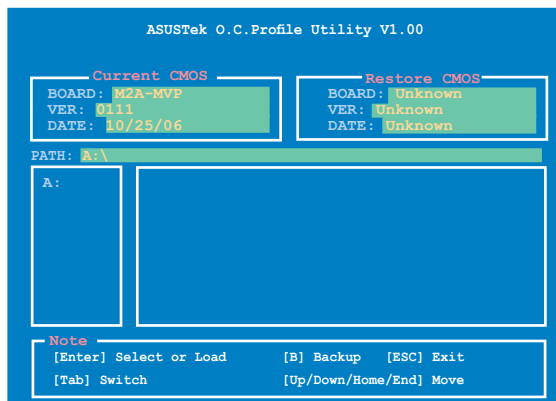 ASUSTek O.C.Profile Utility V1.00
Current CMOS
BOARD: M2A-MVP
VER: 0111
DATE: 10/25/06
Restore CMOS
BOARD: Unknown
VER: Unknown
DATE: Unknown
PATH: A:\
A:
Note
[Enter] Select or Load [B] Backup [ESC] Exit
[Tab] Switch [Up/Down/Home/End] Move